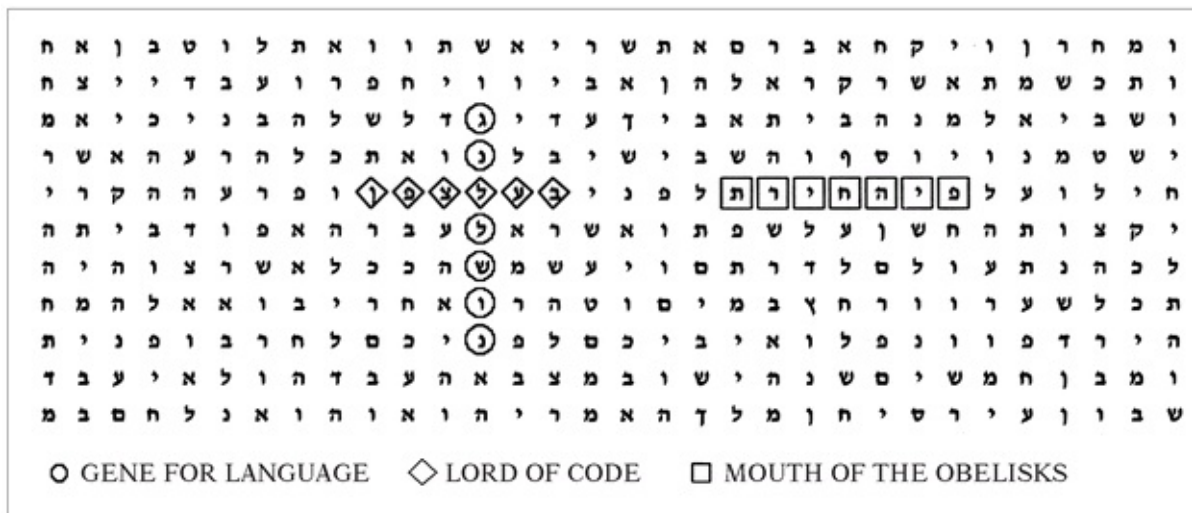 ו מ ח ר ן ו י ק ח א ב ר ם א ת ש ר י א ש ת ו ו א ת ל ו ט ב ן א ח
ו ת כ ש מ ת א ש ר ק ר א ל ה ן א ב י ו ו י ח פ ר ו ע ב ד י י צ ח
ו ש ב י א ל מ נ ה ב י ת א ב י ך ע ד י ג ד ל ש ל ה ב נ י כ י א מ
י ש ט מ נ ו י ו ס ף ו ה ש ב י ש י ב ל נ ו א ת כ ל ה ר ע ה א ש ר
ח י ל ו ע ל פ י ה ח י ר ת ל פ נ י ב ע ל צ פ ן ו פ ר ע ה ה ק ר י
י ק צ ו ת ה ח ש ן ע ל ש פ ת ו א ש ר א ל ע ב ר ה א פ ו ד ב י ת ה
ל כ ה נ ת ע ו ל ם ל ד ר ת ם ו י ע ש מ ש ה כ כ ל א ש ר צ ו ה י ה
ת כ ל ש ע ר ו ו ר ח ץ ב מ י ם ו ט ה ר ו א ח ר י ב ו א א ל ה מ ח
ה י ר ד פ ו ו נ פ ל ו א י ב י כ ם ל פ נ י כ ם ל ח ר ב ו פ נ י ת
ו מ ב ן ח מ ש י ם ש נ ה י ש ו ב מ צ ב א ה ע ב ד ה ו ל א י ע ב ד
ש ב ו ן ע י ר ס י ח ן מ ל ך ה א מ ר י ה ו א ו ה ו א נ ל ח ם ב מ
GENE FOR LANGUAGE LORD OF CODE MOUTH OF THE OBELISKS